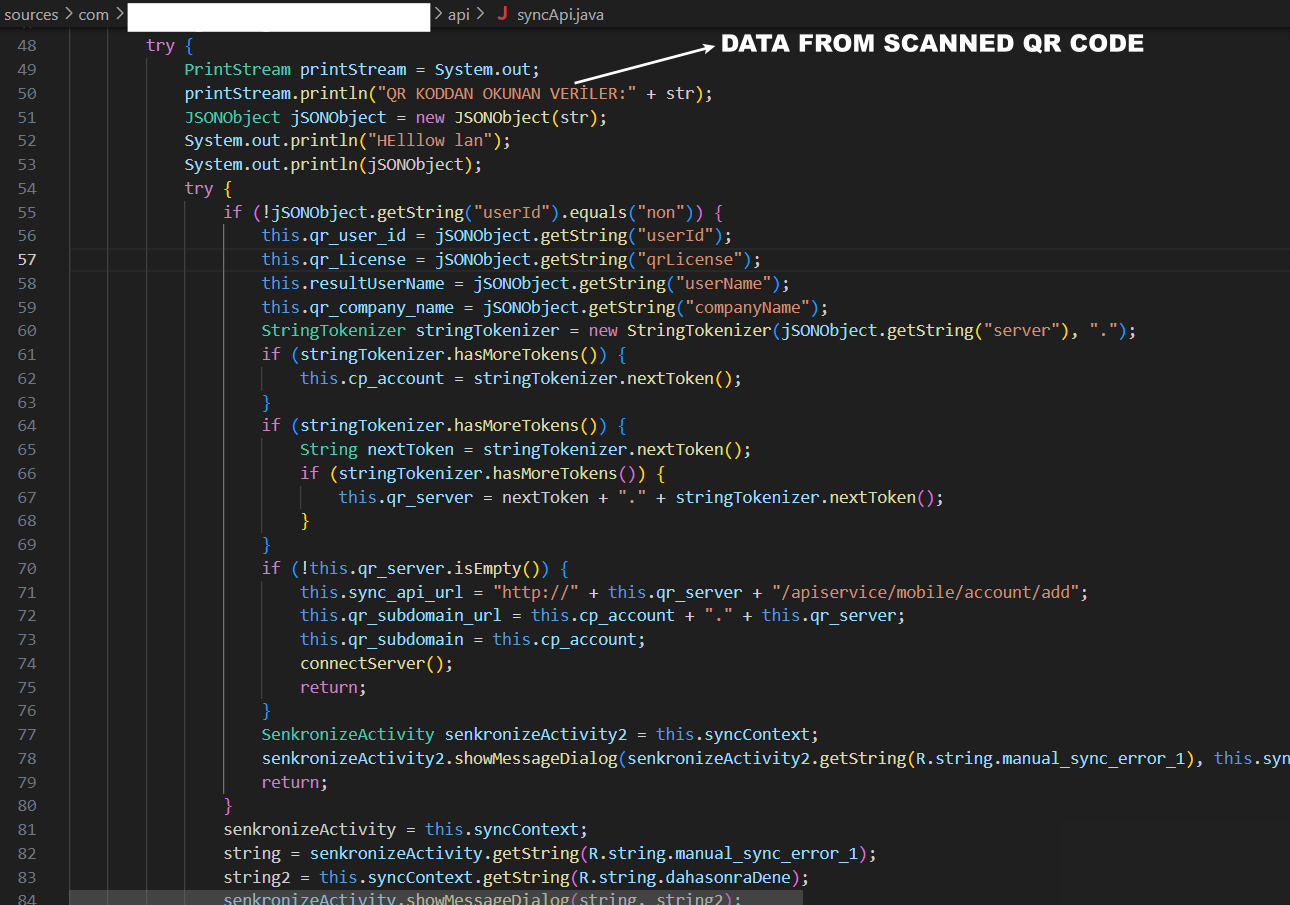 sources > com > > api > J syncApi.java
DATA FROM SCANNED QR CODE
48 try {
49 PrintStream printStream = System.out;
50 printStream.println("QR KODDAN OKUNAN VERİLER:" + str);
51 JSONObject jSONObject = new JSONObject(str);
52 System.out.println("HElllow lan");
53 System.out.println(jSONObject);
54 try {
55 if (!jSONObject.getString("userId").equals("non")) {
56 this.qr_user_id = jSONObject.getString("userId");
57 this.qr_License = jSONObject.getString("qrLicense");
58 this.resultUserName = jSONObject.getString("userName");
59 this.qr_company_name = jSONObject.getString("companyName");
60 StringTokenizer stringTokenizer = new StringTokenizer(jSONObject.getString("server"), ".");
61 if (stringTokenizer.hasMoreTokens()) {
62 this.cp_account = stringTokenizer.nextToken();
63 }
64 if (stringTokenizer.hasMoreTokens()) {
65 String nextToken = stringTokenizer.nextToken();
66 if (stringTokenizer.hasMoreTokens()) {
67 this.qr_server = nextToken + "." + stringTokenizer.nextToken();
68 }
69 }
70 if (!this.qr_server.isEmpty()) {
71 this.sync_api_url = "http://" + this.qr_server + "/apiservice/mobile/account/add";
72 this.qr_subdomain_url = this.cp_account + "." + this.qr_server;
73 this.qr_subdomain = this.cp_account;
74 connectServer();
75 return;
76 }
77 SenkronizeActivity senkronizeActivity2 = this.syncContext;
78 senkronizeActivity2.showMessageDialog(senkronizeActivity2.getString(R.string.manual_sync_error_1), this.syn
79 return;
80 }
81 senkronizeActivity = this.syncContext;
82 string = senkronizeActivity.getString(R.string.manual_sync_error_1);
83 string2 = this.syncContext.getString(R.string.dahasonraDene);
84 senkronizeActivity.showMessageDialog(string, string2);